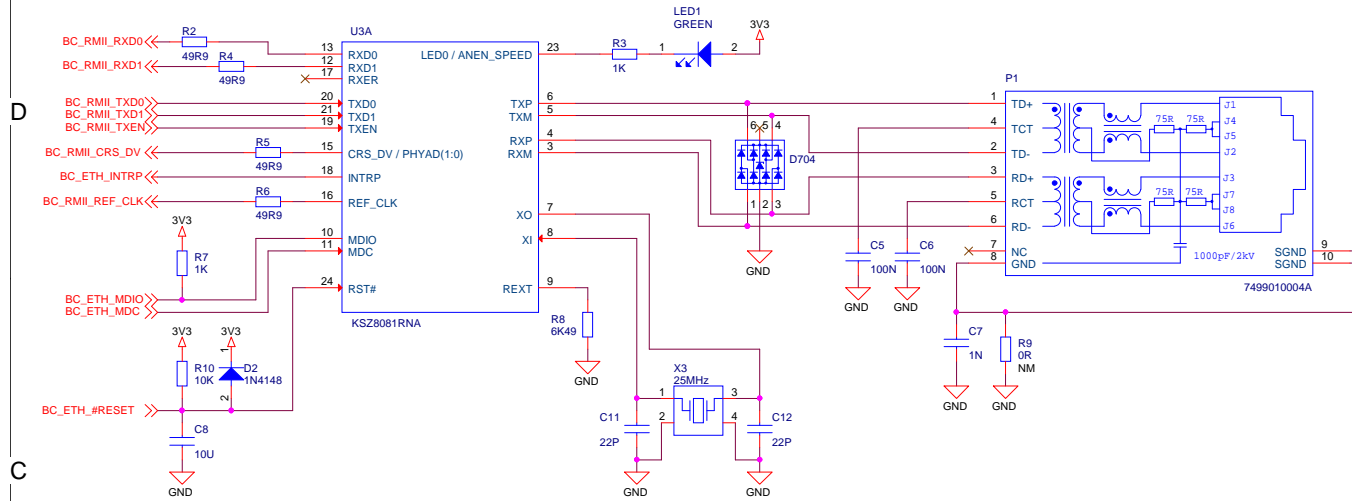 D
C
BC_RMII_RXD0
BC_RMII_RXD1
BC_RMII_TXD0
BC_RMII_TXD1
BC_RMII_TXEN
BC_RMII_CRS_DV
BC_ETH_INTRP
BC_RMII_REF_CLK
BC_ETH_MDIO
BC_ETH_MDC
BC_ETH_#RESET
R2
49R9
R4
49R9
R5
49R9
R6
49R9
3V3
R7
1K
3V3
R10
10K
3V3
1
D2
1N4148
2
C8
10U
GND
U3A
13 RXD0
12 RXD1
17 RXER
20 TXD0
21 TXD1
19 TXEN
15 CRS_DV / PHYAD(1:0)
18 INTRP
16 REF_CLK
10 MDIO
11 MDC
24 RST#
LED0 / ANEN_SPEED 23
TXP 6
TXM 5
RXP 4
RXM 3
XO 7
XI 8
REXT 9
KSZ8081RNA
R3
1K
LED1
GREEN
1 2
3V3
R8
6K49
GND
6 5 4
D704
1 2 3
GND
X3
25MHz
1 3
2 4
C11
22P
GND
C12
22P
GND
C5
100N
GND
C6
100N
GND
P1
1 TD+
4 TCT
2 TD-
3 RD+
5 RCT
6 RD-
7 NC
8 GND
75R 75R
75R 75R
J1
J4
J5
J2
J3
J7
J8
J6
1000pF/2kV
SGND 9
SGND 10
7499010004A
C7
1N
GND
R9
0R
NM
GND